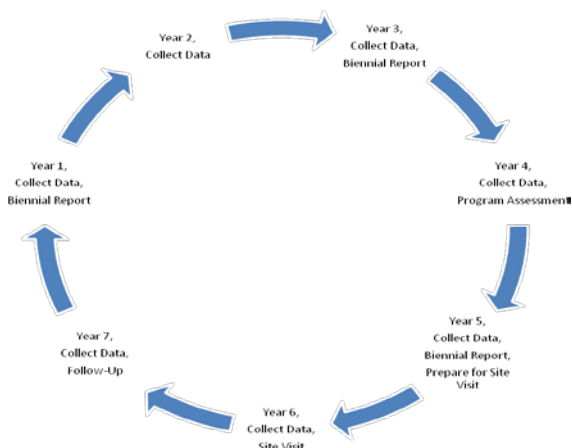 Year 1,
Collect Data,
Biennial Report
Year 2,
Collect Data
Year 3,
Collect Data,
Biennial Report
Year 4,
Collect Data,
Program Assessment
Year 5,
Collect Data,
Biennial Report,
Prepare for Site
Visit
Year 6,
Collect Data,
Site Visit
Year 7,
Collect Data,
Follow-Up